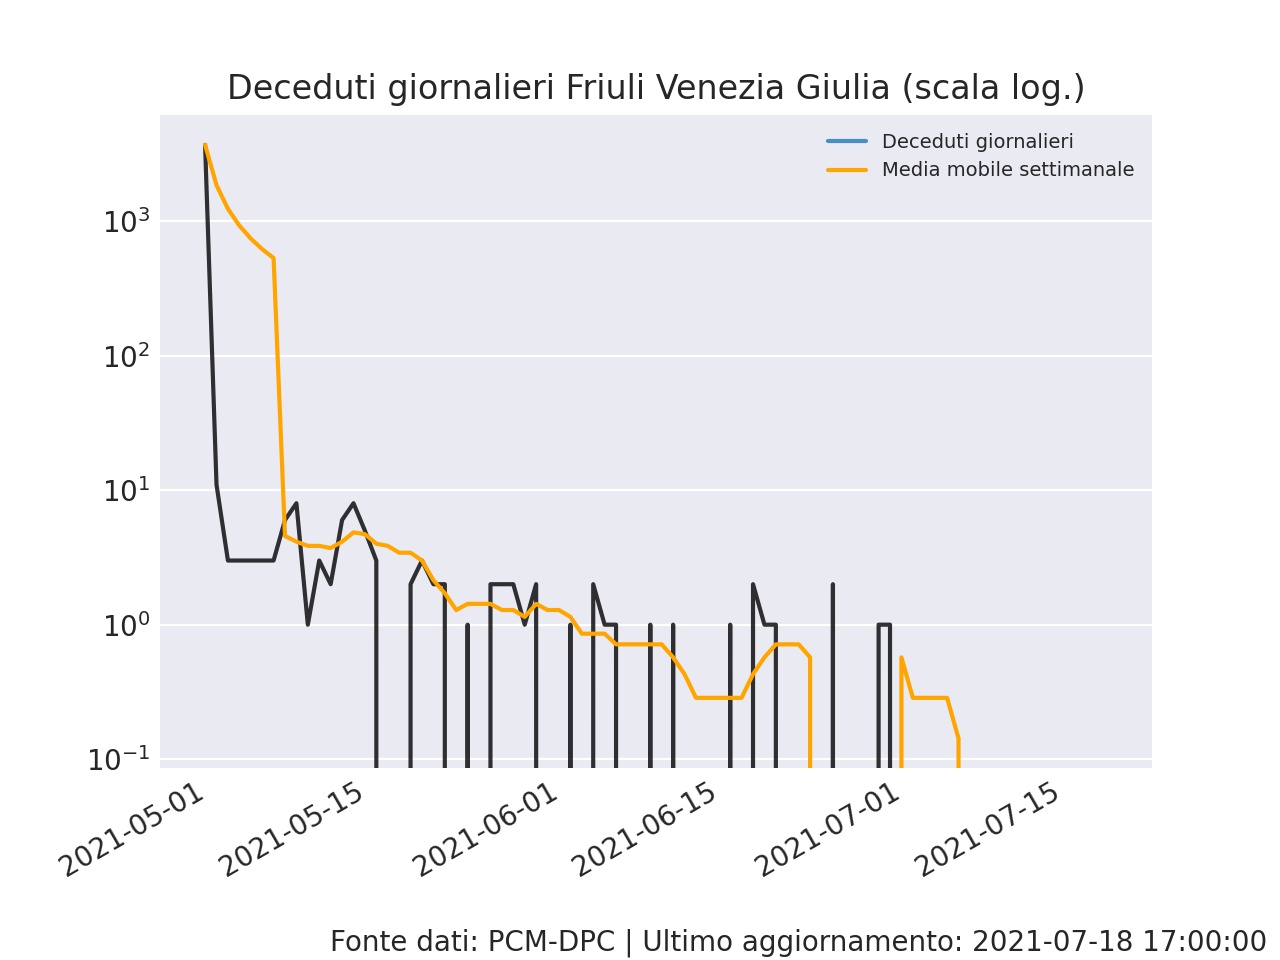 Deceduti giornalieri Friuli Venezia Giulia (scala log.)
Deceduti giornalieri
Media mobile settimanale
10³
10²
10¹
10⁰
10⁻¹
2021-05-01
2021-05-15
2021-06-01
2021-06-15
2021-07-01
2021-07-15
Fonte dati: PCM-DPC | Ultimo aggiornamento: 2021-07-18 17:00:00